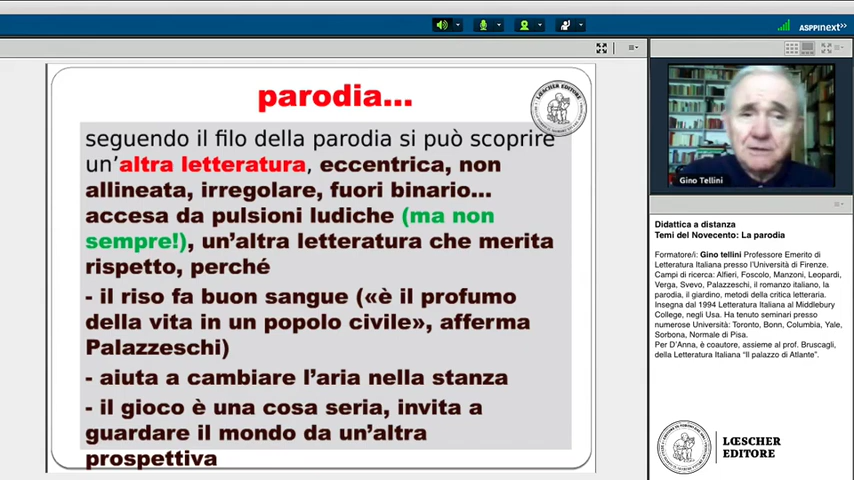 ASPPInext>>
parodia...
LŒSCHER EDITORE
seguendo il filo della parodia si può scoprire
un'altra letteratura, eccentrica, non
allineata, irregolare, fuori binario...
accesa da pulsioni ludiche (ma non
sempre!), un'altra letteratura che merita
rispetto, perché
- il riso fa buon sangue («è il profumo
della vita in un popolo civile», afferma
Palazzeschi)
- aiuta a cambiare l'aria nella stanza
- il gioco è una cosa seria, invita a
guardare il mondo da un'altra
prospettiva
Gino Tellini
Didattica a distanza
Temi del Novecento: La parodia
Formatore/i: Gino tellini Professore Emerito di
Letteratura Italiana presso l'Università di Firenze.
Campi di ricerca: Alfieri, Foscolo, Manzoni, Leopardi,
Verga, Svevo, Palazzeschi, il romanzo italiano, la
parodia, il giardino, metodi della critica letteraria.
Insegna dal 1994 Letteratura Italiana al Middlebury
College, negli Usa. Ha tenuto seminari presso
numerose Università: Toronto, Bonn, Columbia, Yale,
Sorbona, Normale di Pisa.
Per D'Anna, è coautore, assieme al prof. Bruscagli,
della Letteratura Italiana "Il palazzo di Atlante".
LŒSCHER
EDITORE